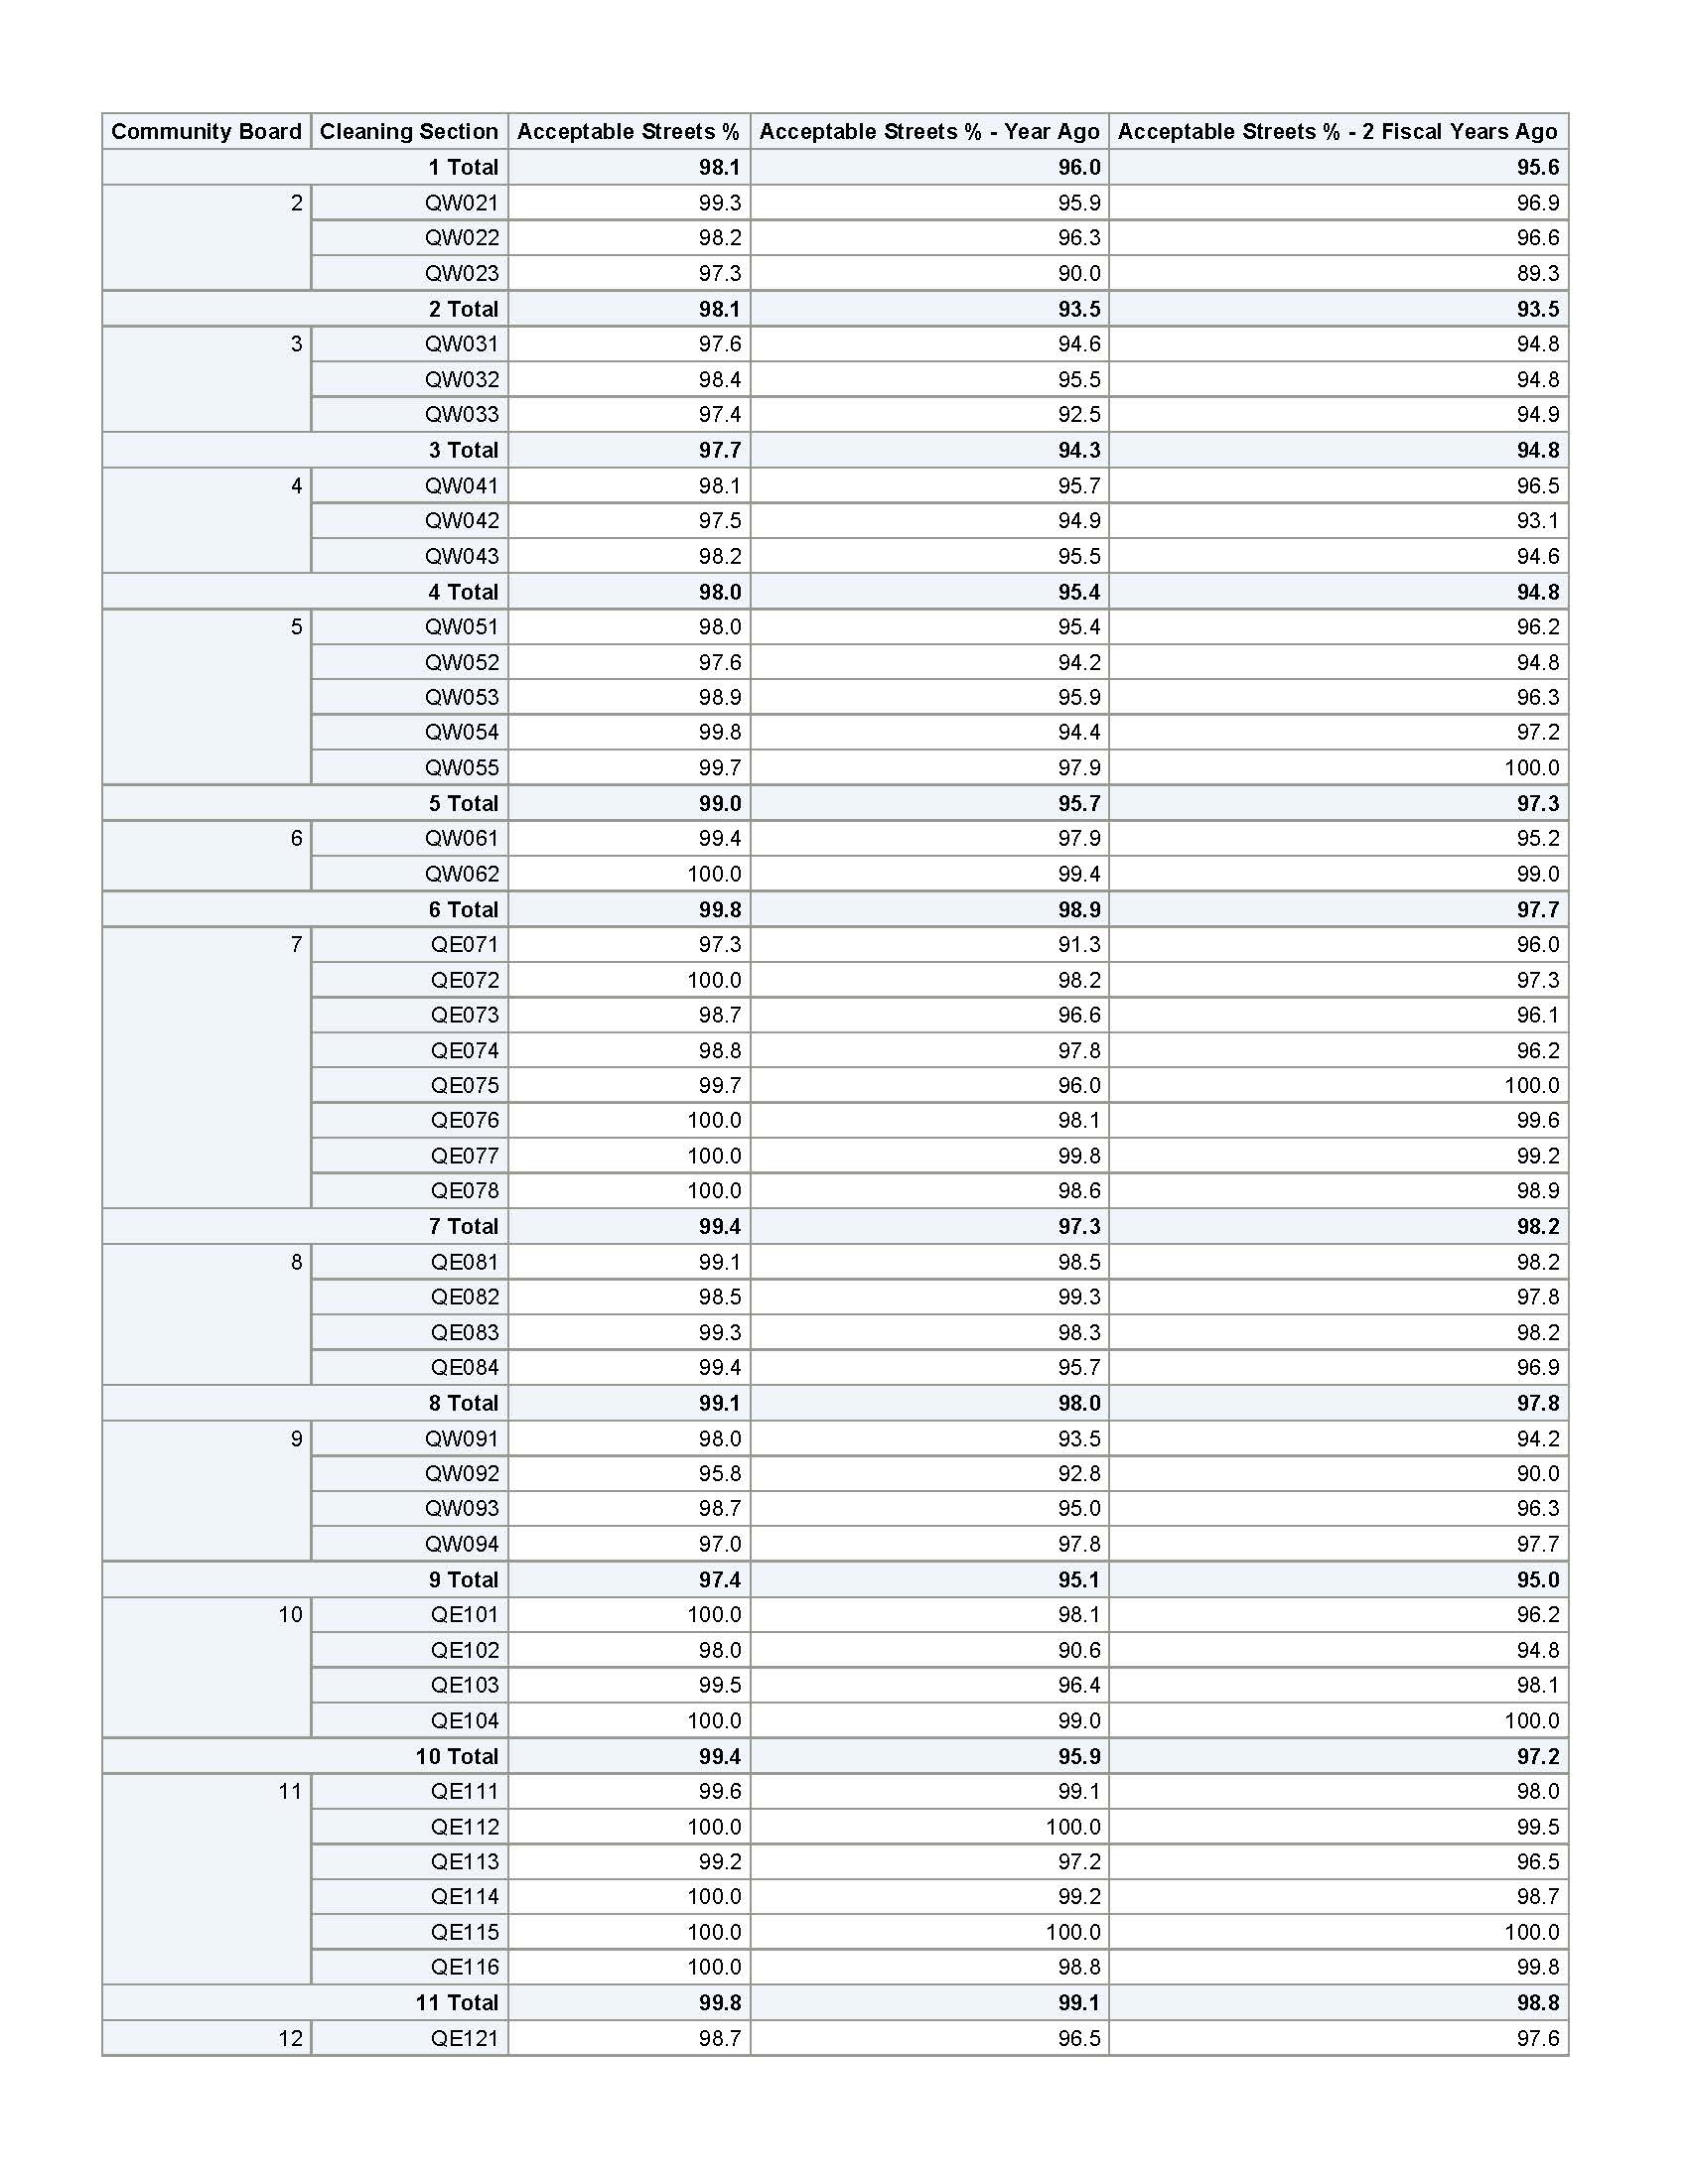 Community Board Cleaning Section Acceptable Streets % Acceptable Streets % - Year Ago Acceptable Streets % - 2 Fiscal Years Ago
1 Total 98.1 96.0 95.6
2 QW021 99.3 95.9 96.9
QW022 98.2 96.3 96.6
QW023 97.3 90.0 89.3
2 Total 98.1 93.5 93.5
3 QW031 97.6 94.6 94.8
QW032 98.4 95.5 94.8
QW033 97.4 92.5 94.9
3 Total 97.7 94.3 94.8
4 QW041 98.1 95.7 96.5
QW042 97.5 94.9 93.1
QW043 98.2 95.5 94.6
4 Total 98.0 95.4 94.8
5 QW051 98.0 95.4 96.2
QW052 97.6 94.2 94.8
QW053 98.9 95.9 96.3
QW054 99.8 94.4 97.2
QW055 99.7 97.9 100.0
5 Total 99.0 95.7 97.3
6 QW061 99.4 97.9 95.2
QW062 100.0 99.4 99.0
6 Total 99.8 98.9 97.7
7 QE071 97.3 91.3 96.0
QE072 100.0 98.2 97.3
QE073 98.7 96.6 96.1
QE074 98.8 97.8 96.2
QE075 99.7 96.0 100.0
QE076 100.0 98.1 99.6
QE077 100.0 99.8 99.2
QE078 100.0 98.6 98.9
7 Total 99.4 97.3 98.2
8 QE081 99.1 98.5 98.2
QE082 98.5 99.3 97.8
QE083 99.3 98.3 98.2
QE084 99.4 95.7 96.9
8 Total 99.1 98.0 97.8
9 QW091 98.0 93.5 94.2
QW092 95.8 92.8 90.0
QW093 98.7 95.0 96.3
QW094 97.0 97.8 97.7
9 Total 97.4 95.1 95.0
10 QE101 100.0 98.1 96.2
QE102 98.0 90.6 94.8
QE103 99.5 96.4 98.1
QE104 100.0 99.0 100.0
10 Total 99.4 95.9 97.2
11 QE111 99.6 99.1 98.0
QE112 100.0 100.0 99.5
QE113 99.2 97.2 96.5
QE114 100.0 99.2 98.7
QE115 100.0 100.0 100.0
QE116 100.0 98.8 99.8
11 Total 99.8 99.1 98.8
12 QE121 98.7 96.5 97.6